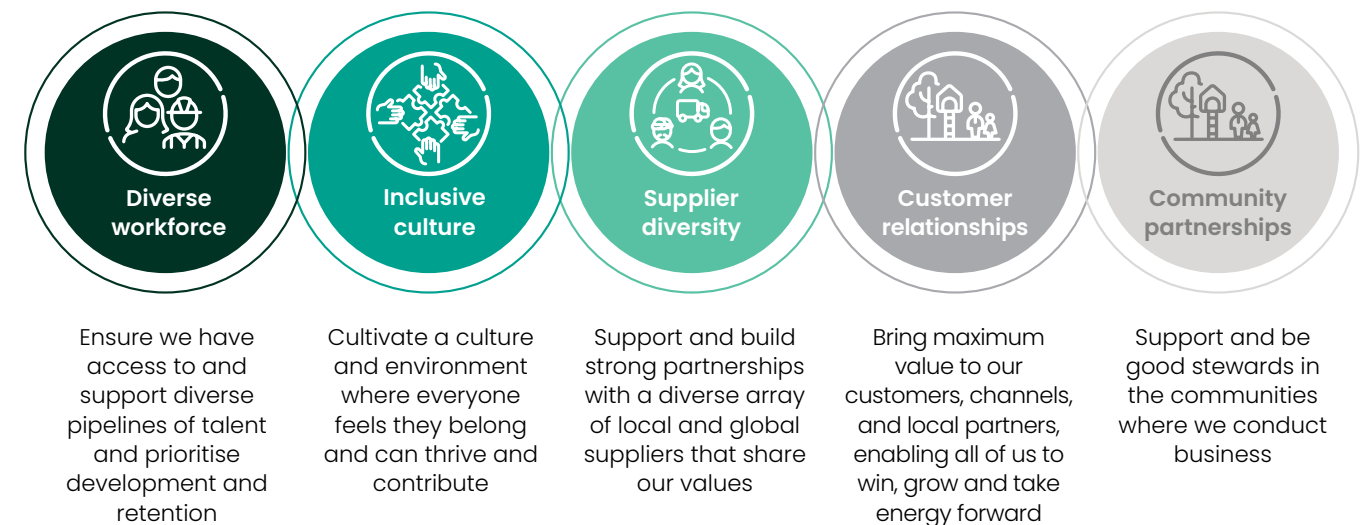 Diverse
workforce
Inclusive
culture
Supplier
diversity
Customer
relationships
Community
partnerships
Ensure we have
access to and
support diverse
pipelines of talent
and prioritise
development and
retention
Cultivate a culture
and environment
where everyone
feels they belong
and can thrive and
contribute
Support and build
strong partnerships
with a diverse array
of local and global
suppliers that share
our values
Bring maximum
value to our
customers, channels,
and local partners,
enabling all of us to
win, grow and take
energy forward
Support and be
good stewards in
the communities
where we conduct
business